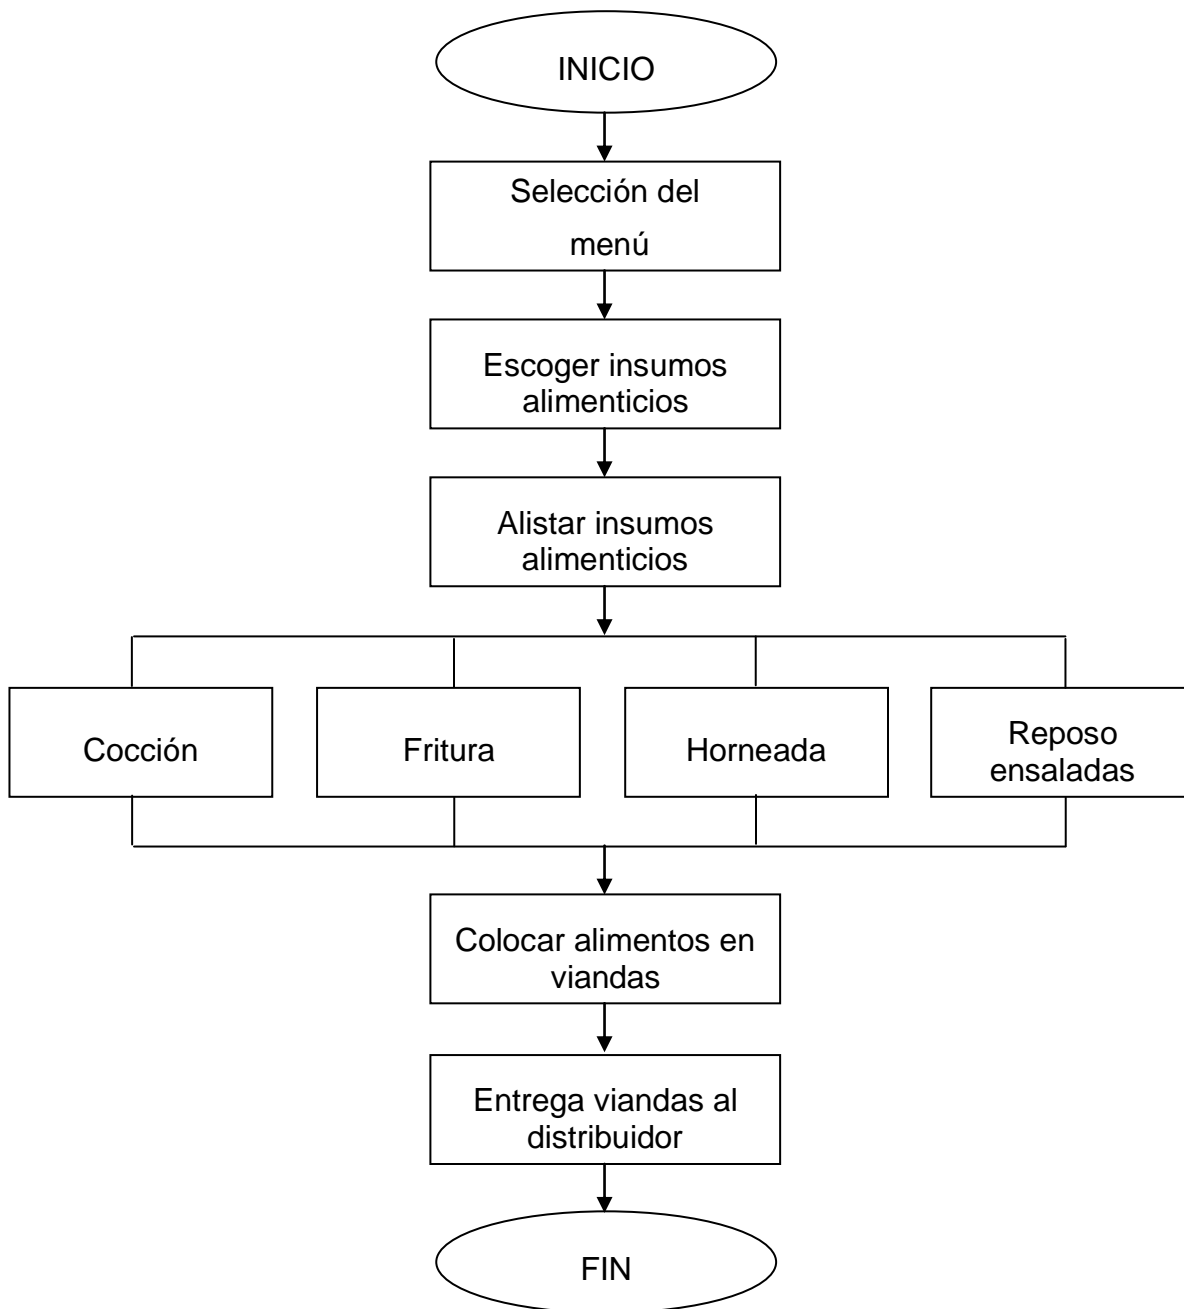 INICIO
Selección del
menú
Escoger insumos
alimenticios
Alistar insumos
alimenticios
Cocción
Fritura
Horneada
Reposo
ensaladas
Colocar alimentos en
viandas
Entrega viandas al
distribuidor
FIN